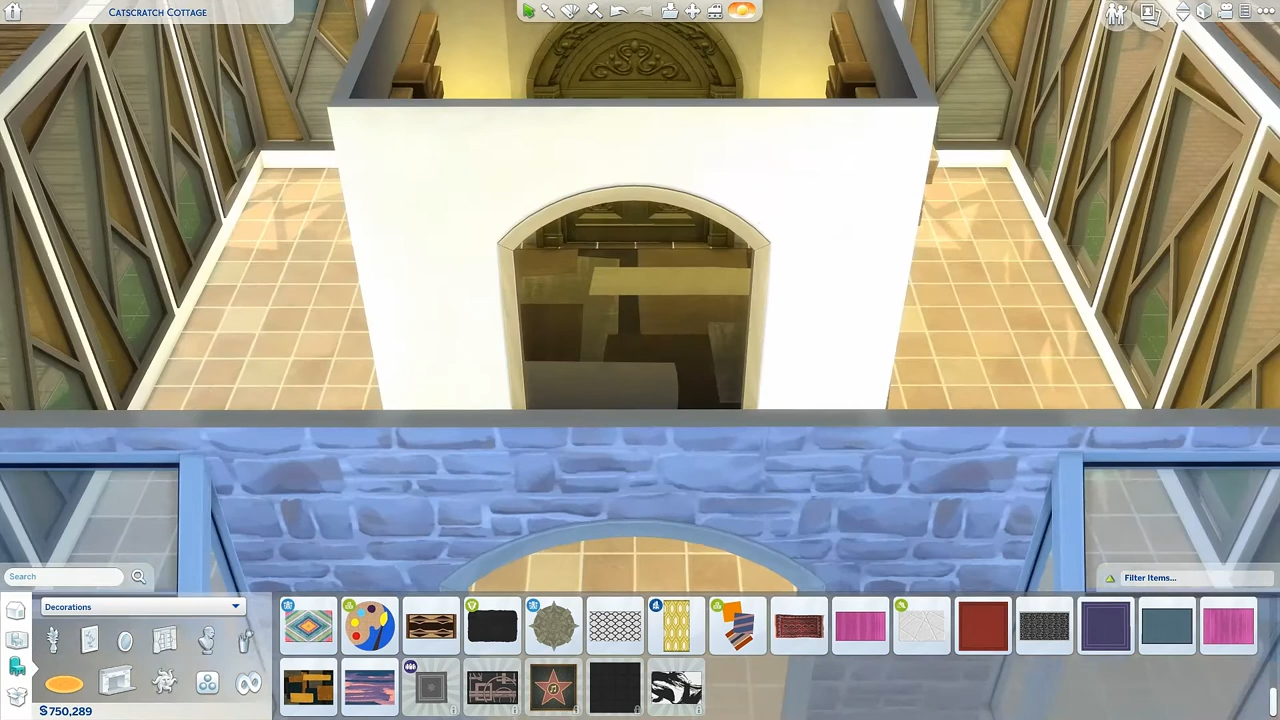 Catscratch Cottage
Search
Filter Items...
Decorations
$750,289